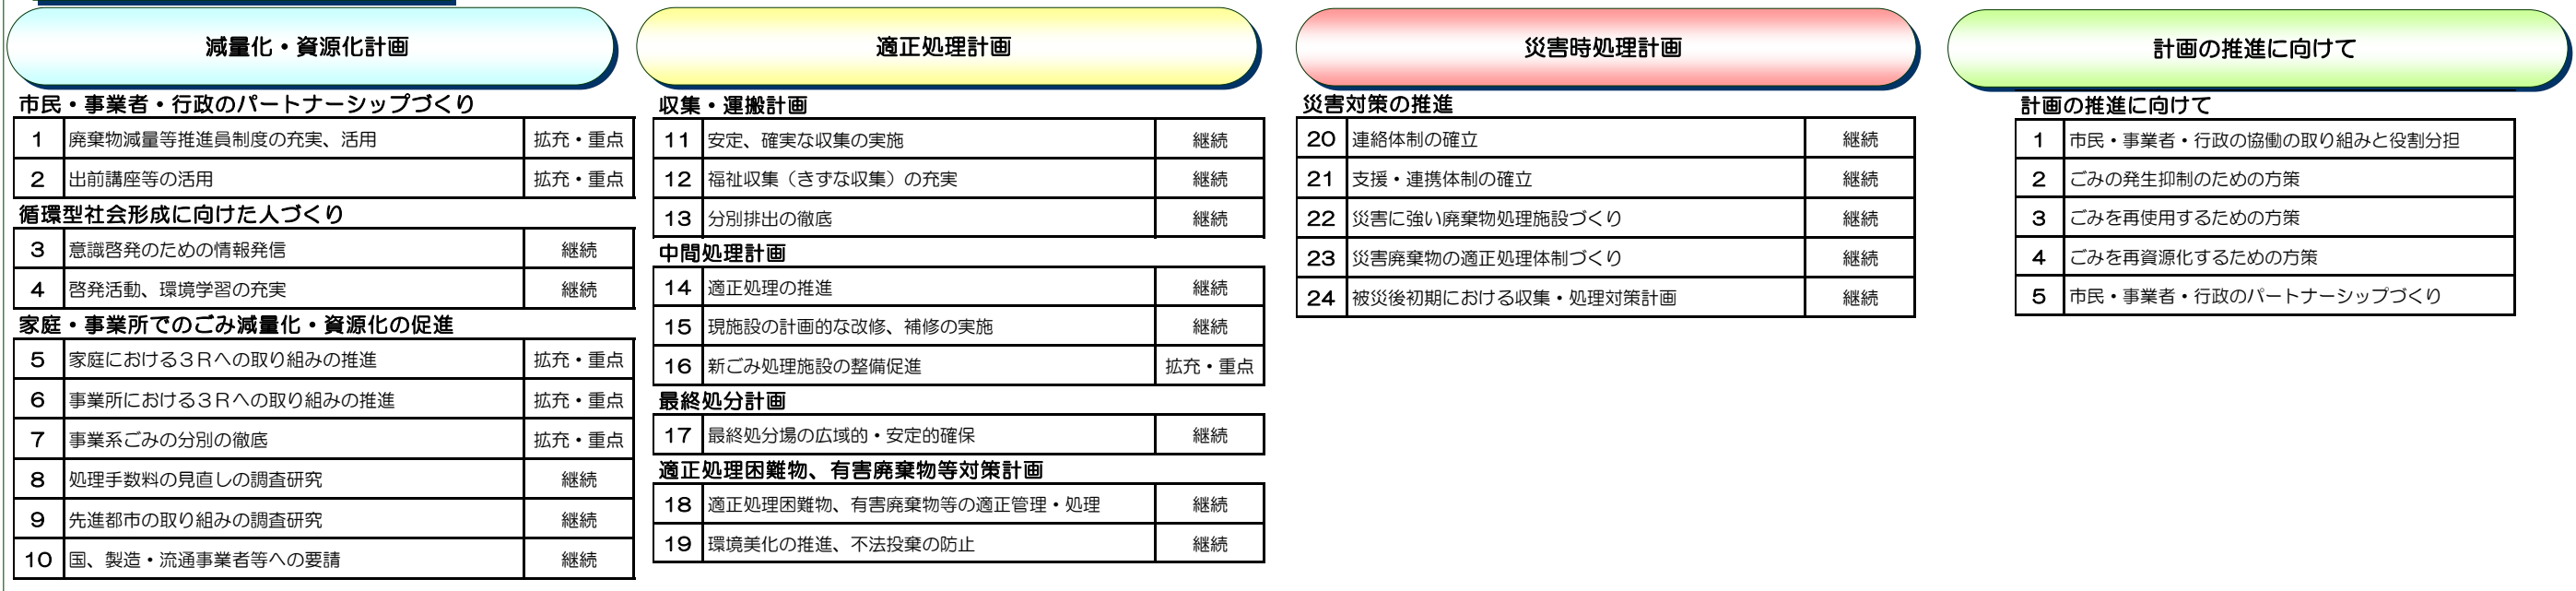 減量化・資源化計画
市民・事業者・行政のパートナーシップづくり
1 廃棄物減量等推進員制度の充実、活用 拡充・重点
2 出前講座等の活用 拡充・重点
循環型社会形成に向けた人づくり
3 意識啓発のための情報発信 継続
4 啓発活動、環境学習の充実 継続
家庭・事業所でのごみ減量化・資源化の促進
5 家庭における3Rへの取り組みの推進 拡充・重点
6 事業所における3Rへの取り組みの推進 拡充・重点
7 事業系ごみの分別の徹底 拡充・重点
8 処理手数料の見直しの調査研究 継続
9 先進都市の取り組みの調査研究 継続
10 国、製造・流通事業者等への要請 継続
適正処理計画
収集・運搬計画
11 安定、確実な収集の実施 継続
12 福祉収集(きずな収集)の充実 継続
13 分別排出の徹底 継続
中間処理計画
14 適正処理の推進 継続
15 現施設の計画的な改修、補修の実施 継続
16 新ごみ処理施設の整備促進 拡充・重点
最終処分計画
17 最終処分場の広域的・安定的確保 継続
適正処理困難物、有害廃棄物等対策計画
18 適正処理困難物、有害廃棄物等の適正管理・処理 継続
19 環境美化の推進、不法投棄の防止 継続
災害時処理計画
災害対策の推進
20 連絡体制の確立 継続
21 支援・連携体制の確立 継続
22 災害に強い廃棄物処理施設づくり 継続
23 災害廃棄物の適正処理体制づくり 継続
24 被災後初期における収集・処理対策計画 継続
計画の推進に向けて
計画の推進に向けて
1 市民・事業者・行政の協働の取り組みと役割分担
2 ごみの発生抑制のための方策
3 ごみを再使用するための方策
4 ごみを再資源化するための方策
5 市民・事業者・行政のパートナーシップづくり